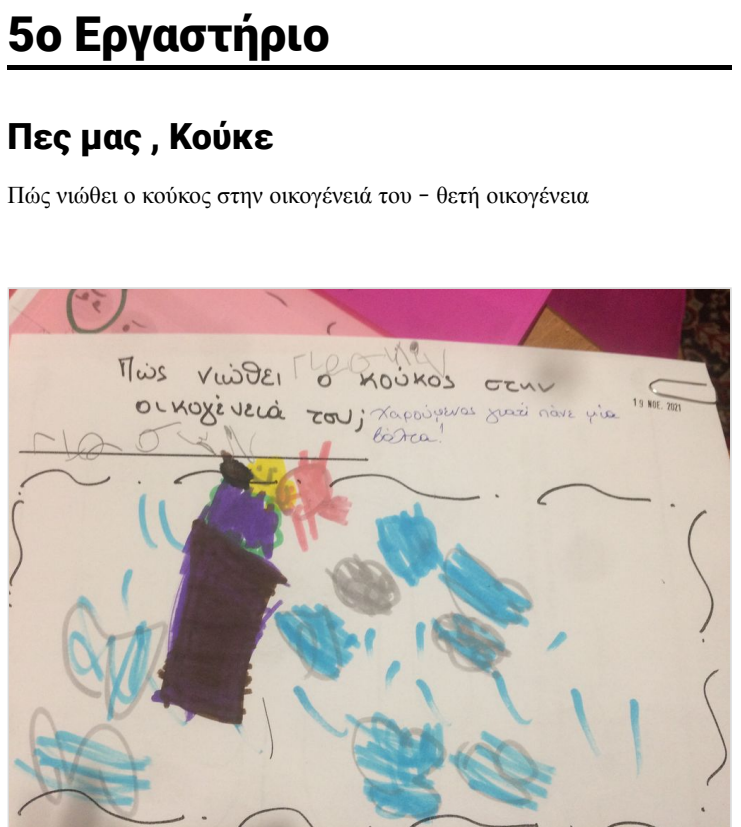 5ο Εργαστήριο
Πες μας , Κούκε
Πώς νιώθει ο κούκος στην οικογένειά του - θετή οικογένεια
Πώς νιώθει ο κούκος στην
οικογένειά του; Χαρούμενος γιατί πάνε μία
βόλτα!
19 ΝΟΕ. 2021